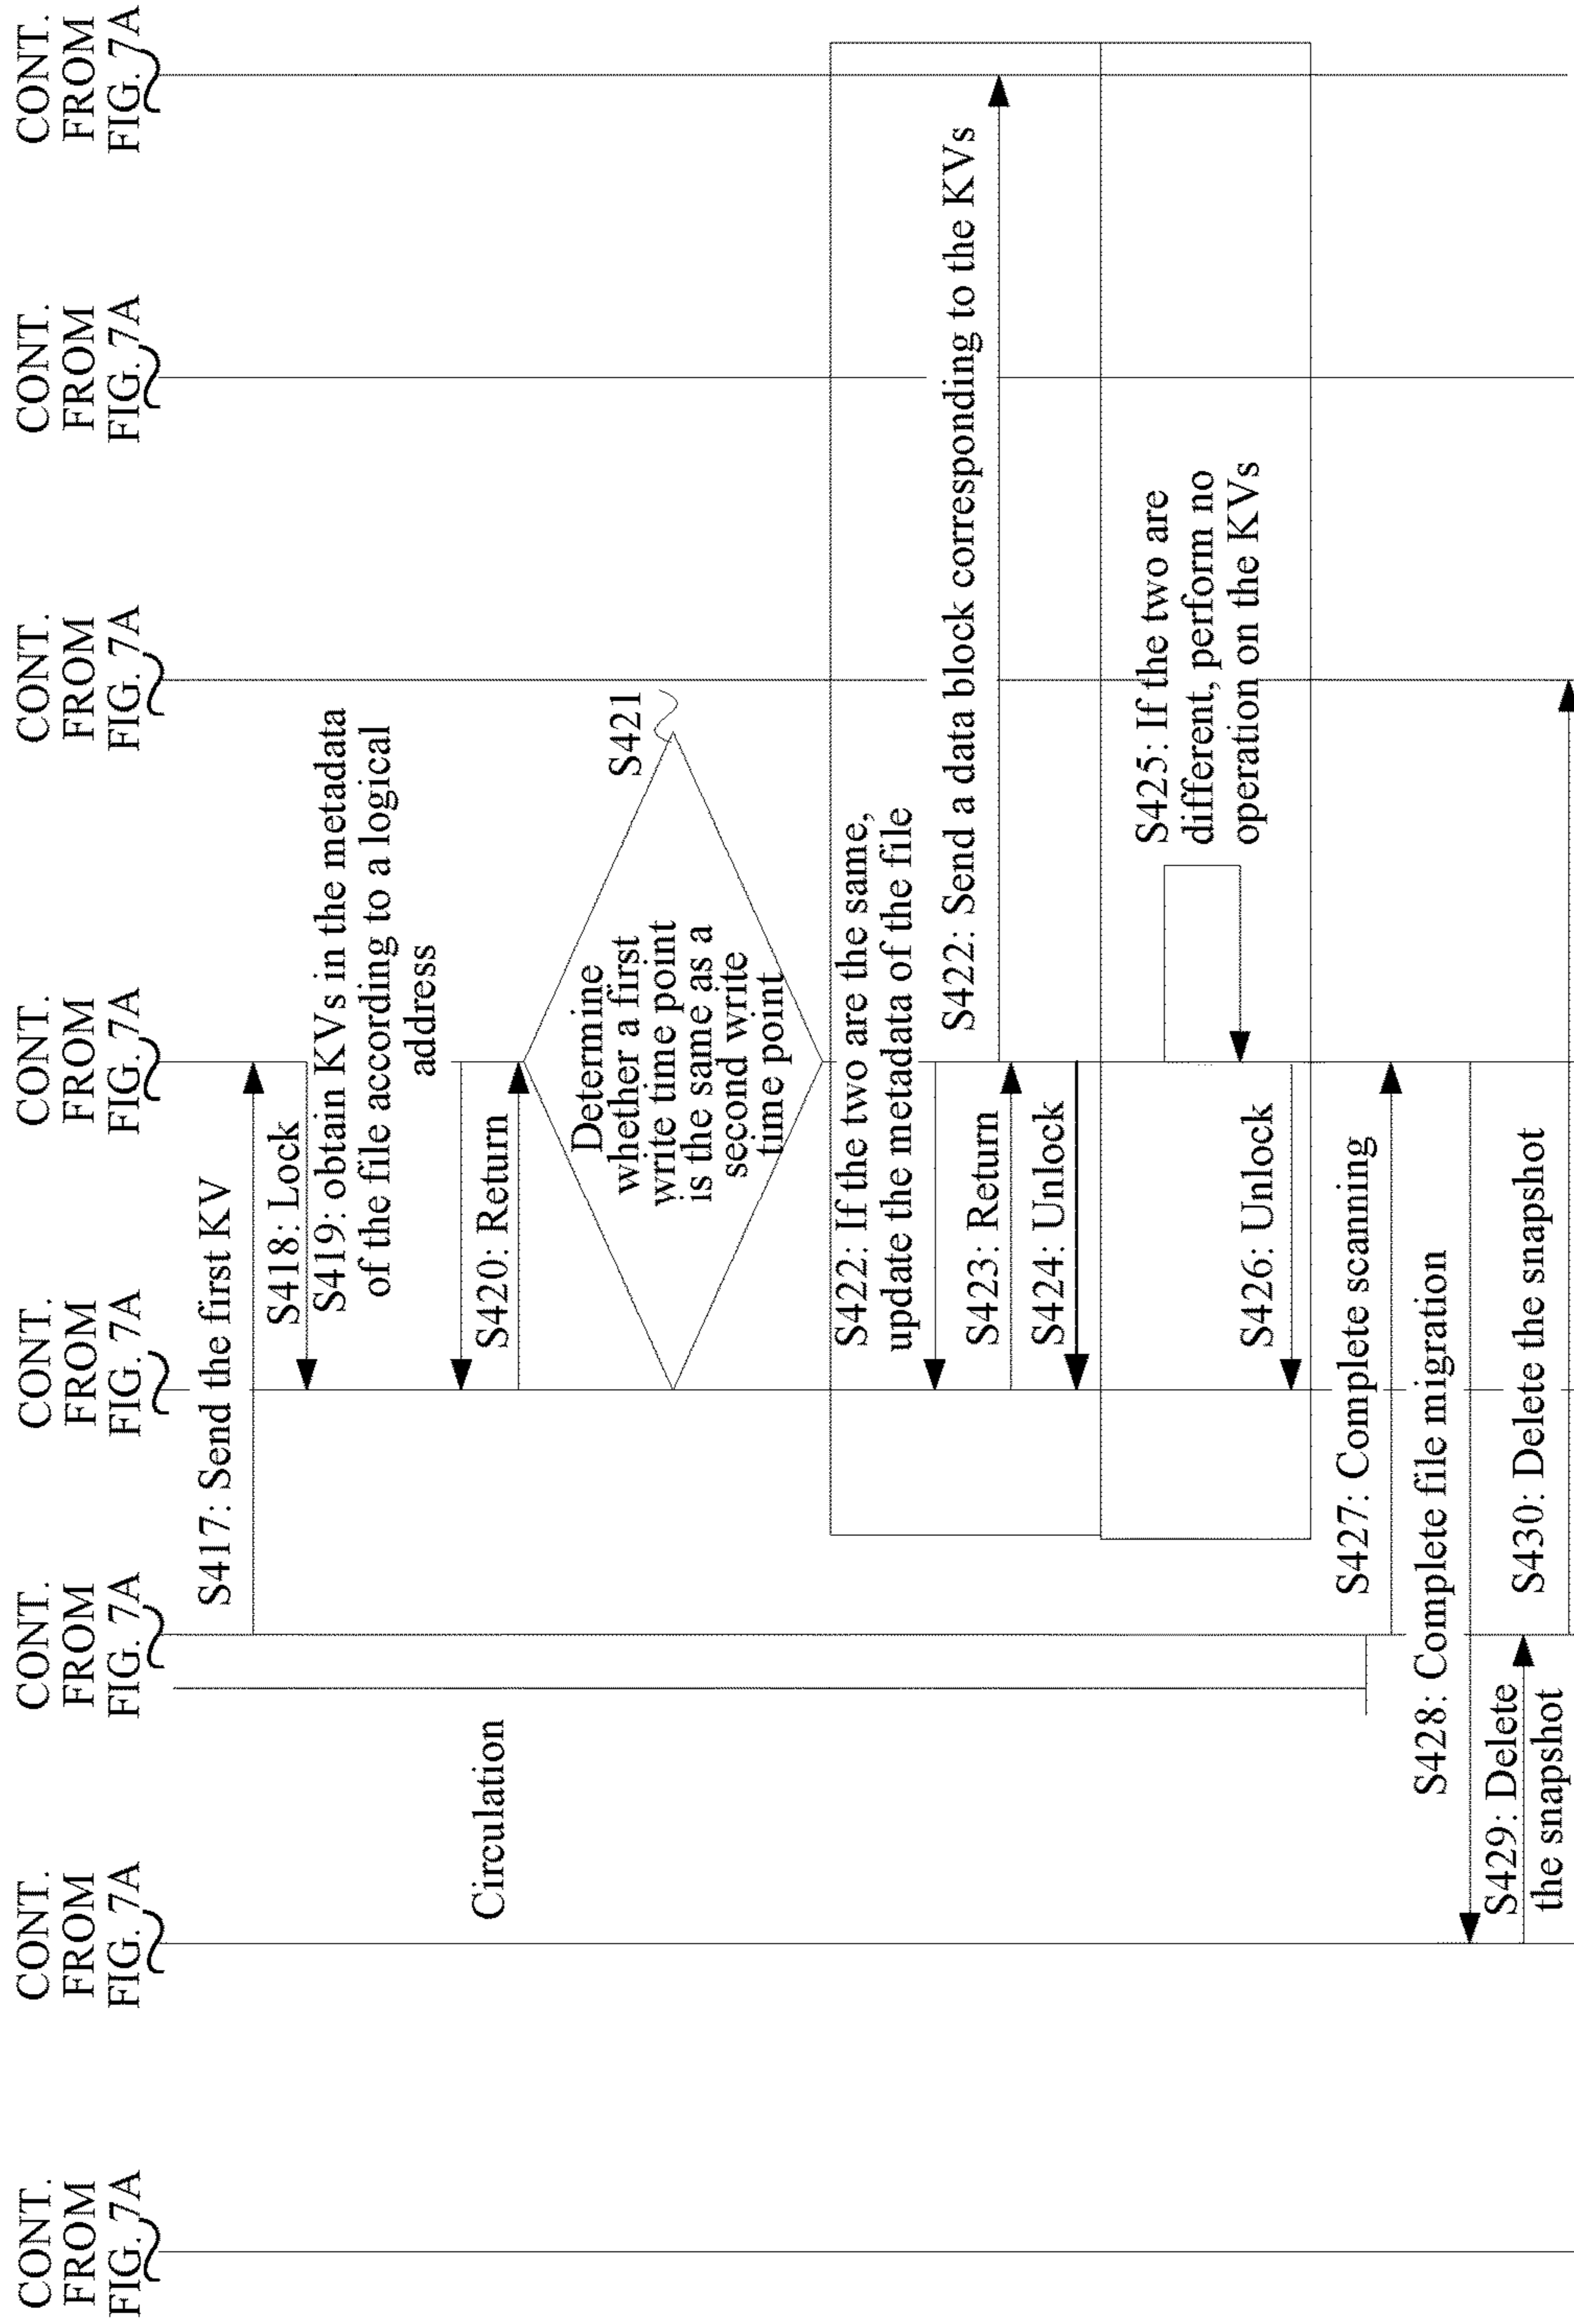 CONT.
FROM
FIG. 7A
CONT.
FROM
FIG. 7A
CONT.
FROM
FIG. 7A
CONT.
FROM
FIG. 7A
CONT.
FROM
FIG. 7A
CONT.
FROM
FIG. 7A
CONT.
FROM
FIG. 7A
CONT.
FROM
FIG. 7A
S417: Send the first KV
S418: Lock
S419: obtain KVs in the metadata
of the file according to a logical
address
Circulation
S420: Return
S421
Determine
whether a first
write time point
is the same as a
second write
time point
S422: If the two are the same,
update the metadata of the file
S422: Send a data block corresponding to the KVs
S423: Return
S424: Unlock
S425: If the two are
different, perform no
operation on the KVs
S426: Unlock
S427: Complete scanning
S428: Complete file migration
S429: Delete
the snapshot
S430: Delete the snapshot